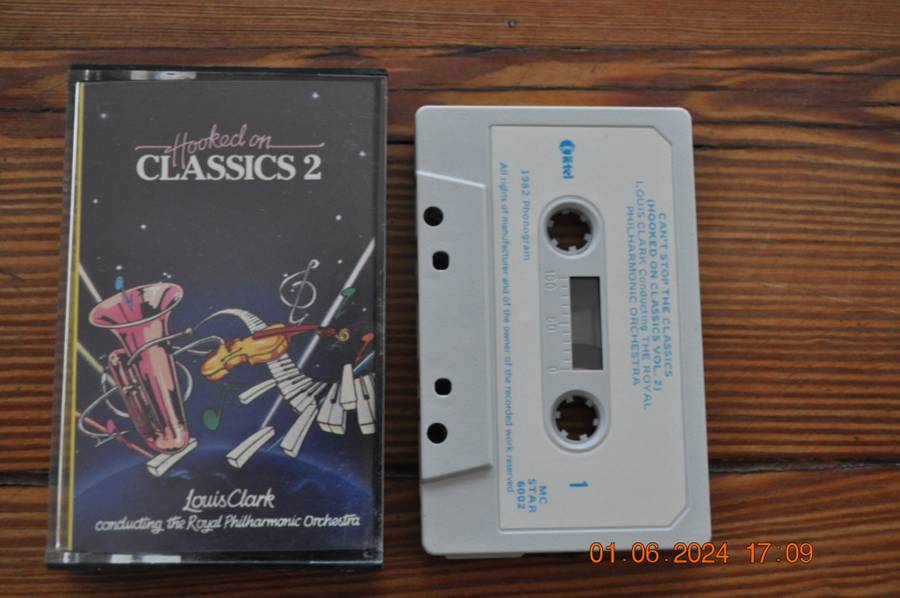 Hooked on
CLASSICS 2
Louis Clark
conducting the Royal Philharmonic Orchestra
CAN'T STOP THE CLASSICS
(HOOKED ON CLASSICS VOL. 2)
LOUIS CLARK Conducting THE ROYAL
PHILHARMONIC ORCHESTRA
K-tel
1982 Phonogram
All rights of manufacturer and of the owner of the recorded work reserved.
100 50 0
1
MC
STAR
6002
01.06.2024 17:09